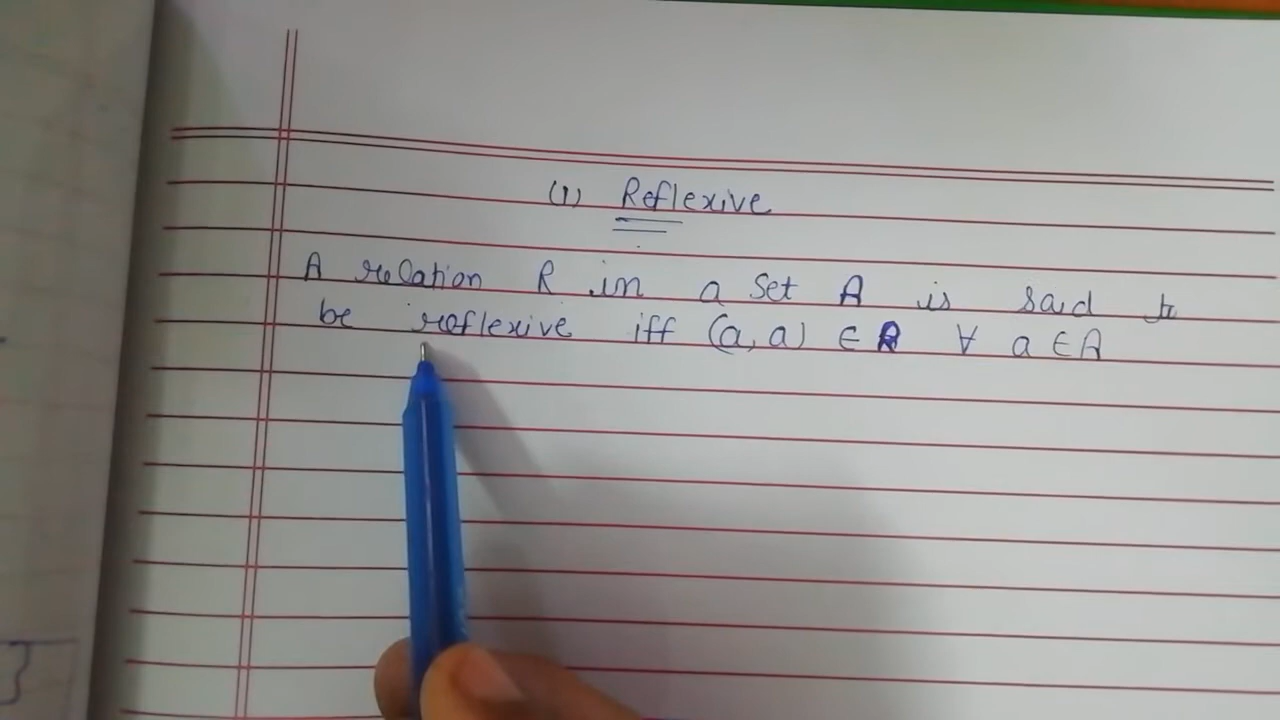 (1) Reflexive
A relation R in a set A is said to
be reflexive iff (a, a) ∈ R ∀ a ∈ A